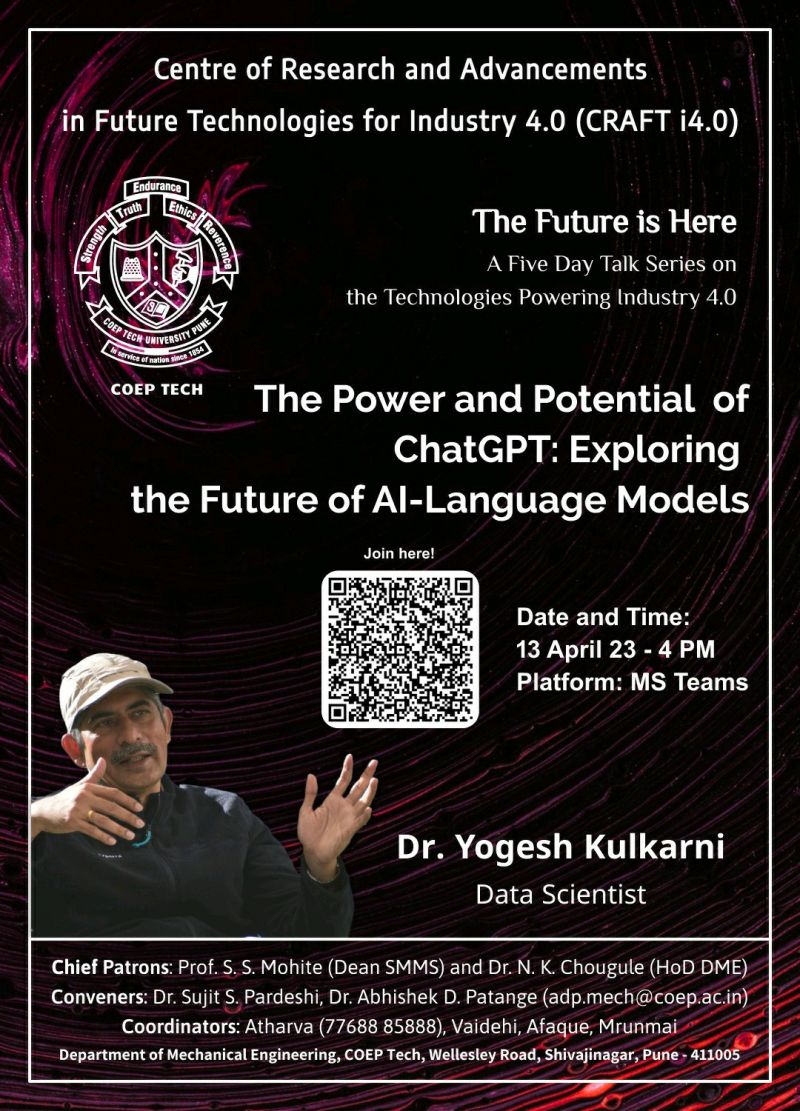 Centre of Research and Advancements
in Future Technologies for Industry 4.0 (CRAFT i4.0)
Endurance
Truth
Ethics
Strength
Reverence
COEP TECH UNIVERSITY PUNE
In service of nation since 1854
COEP TECH
The Future is Here
A Five Day Talk Series on
the Technologies Powering Industry 4.0
The Power and Potential of
ChatGPT: Exploring
the Future of AI-Language Models
Join here!
Date and Time:
13 April 23 - 4 PM
Platform: MS Teams
Dr. Yogesh Kulkarni
Data Scientist
Chief Patrons: Prof. S. S. Mohite (Dean SMMS) and Dr. N. K. Chougule (HoD DME)
Conveners: Dr. Sujit S. Pardeshi, Dr. Abhishek D. Patange (adp.mech@coep.ac.in)
Coordinators: Atharva (77688 85888), Vaidehi, Afaque, Mrunmai
Department of Mechanical Engineering, COEP Tech, Wellesley Road, Shivajinagar, Pune - 411005